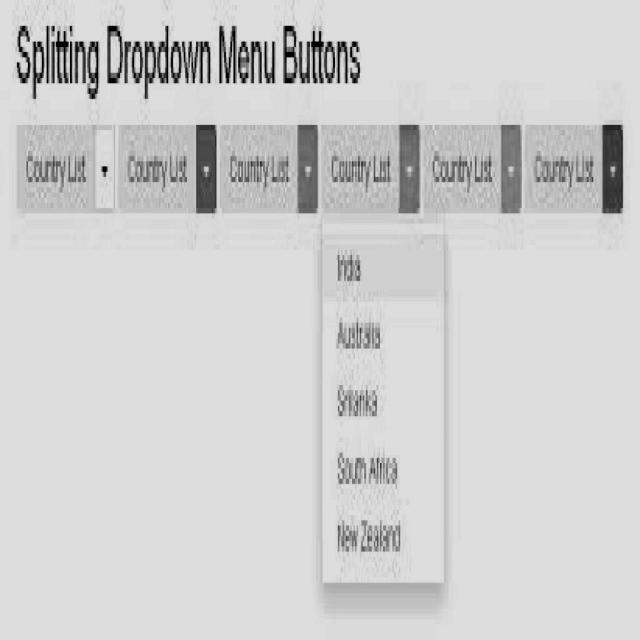 Splitting Dropdown Menu Buttons
Country List Country List Country List Country List Country List Country List
India
Australia
Srilanka
South Africa
New Zealand